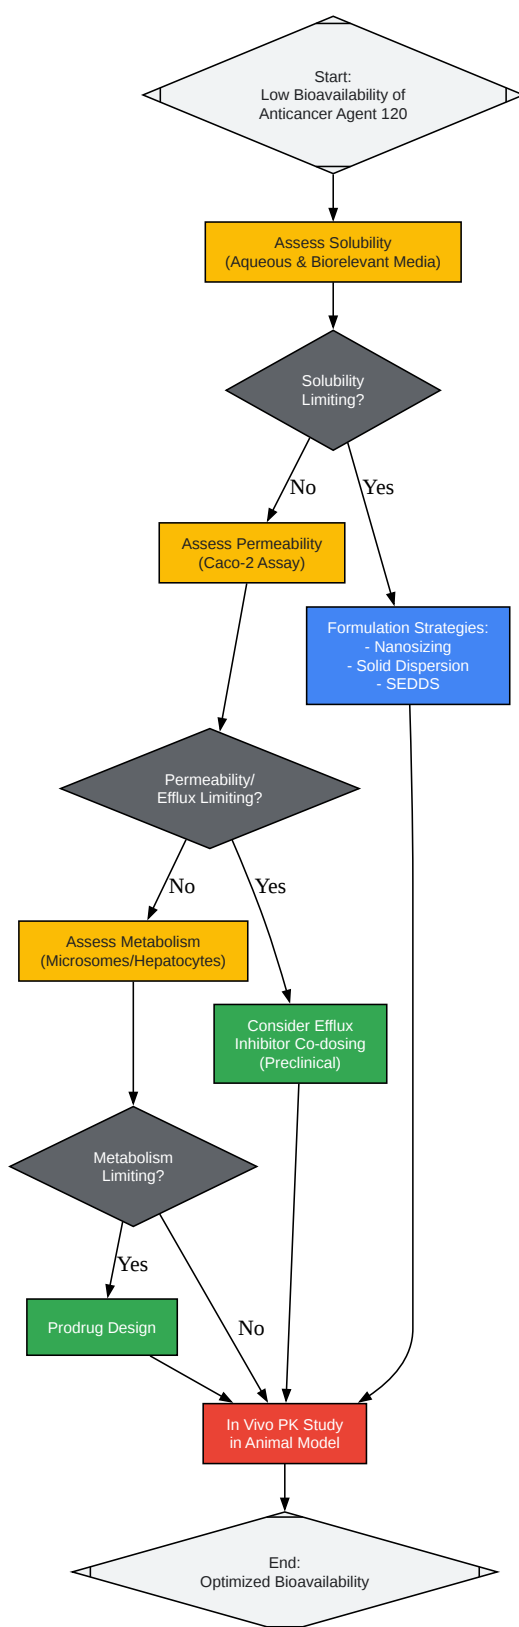 Start:
Low Bioavailability of
Anticancer Agent 120
Assess Solubility
(Aqueous & Biorelevant Media)
Solubility
Limiting?
No
Yes
Assess Permeability
(Caco-2 Assay)
Formulation Strategies:
- Nanosizing
- Solid Dispersion
- SEDDS
Permeability/
Efflux Limiting?
No
Yes
Assess Metabolism
(Microsomes/Hepatocytes)
Consider Efflux
Inhibitor Co-dosing
(Preclinical)
Metabolism
Limiting?
Yes
No
Prodrug Design
In Vivo PK Study
in Animal Model
End:
Optimized Bioavailability